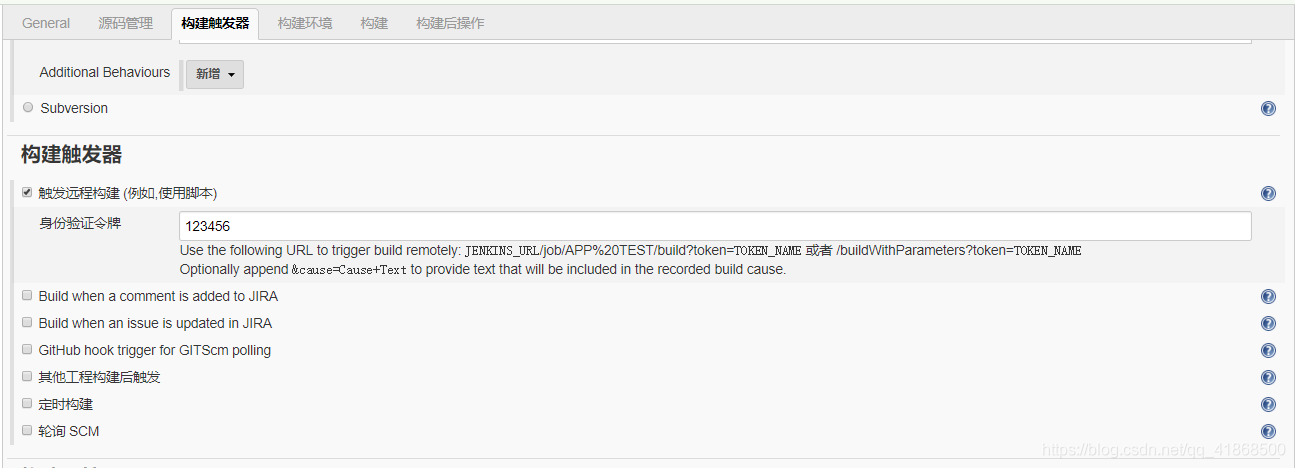 General 源码管理 构建触发器 构建环境 构建 构建后操作
Additional Behaviours 新增
Subversion
构建触发器
触发远程构建 (例如,使用脚本)
身份验证令牌 123456
Use the following URL to trigger build remotely: JENKINS_URL/job/APP%20TEST/build?token=TOKEN_NAME 或者 /buildWithParameters?token=TOKEN_NAME
Optionally append &cause=Cause+Text to provide text that will be included in the recorded build cause.
Build when a comment is added to JIRA
Build when an issue is updated in JIRA
GitHub hook trigger for GITScm polling
其他工程构建后触发
定时构建
轮询 SCM
https://blog.csdn.net/qq_41868500